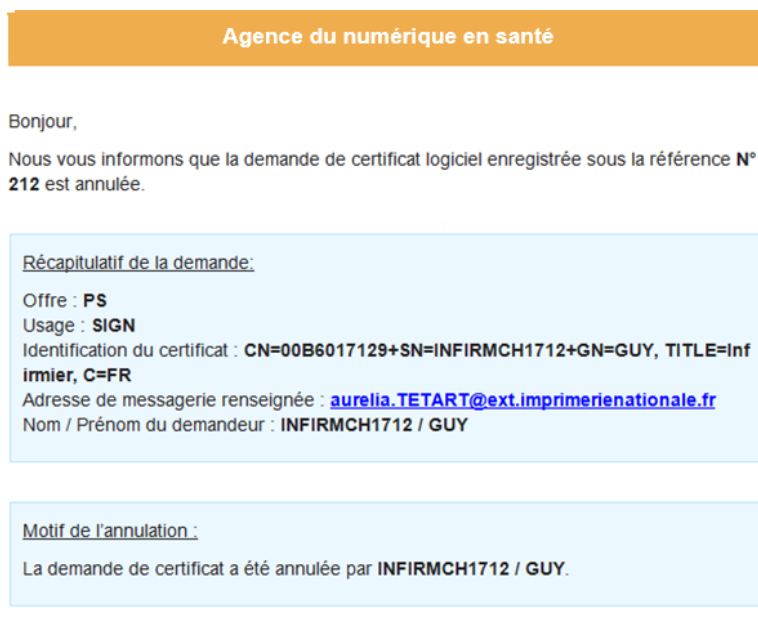 Agence du numérique en santé
Bonjour,
Nous vous informons que la demande de certificat logiciel enregistrée sous la référence N°
212 est annulée.
Récapitulatif de la demande:
Offre : PS
Usage : SIGN
Identification du certificat : CN=00B6017129+SN=INFIRMCH1712+GN=GUY, TITLE=Inf
irmier, C=FR
Adresse de messagerie renseignée : aurelia.TETART@ext.imprimerienationale.fr
Nom / Prénom du demandeur : INFIRMCH1712 / GUY
Motif de l'annulation :
La demande de certificat a été annulée par INFIRMCH1712 / GUY.